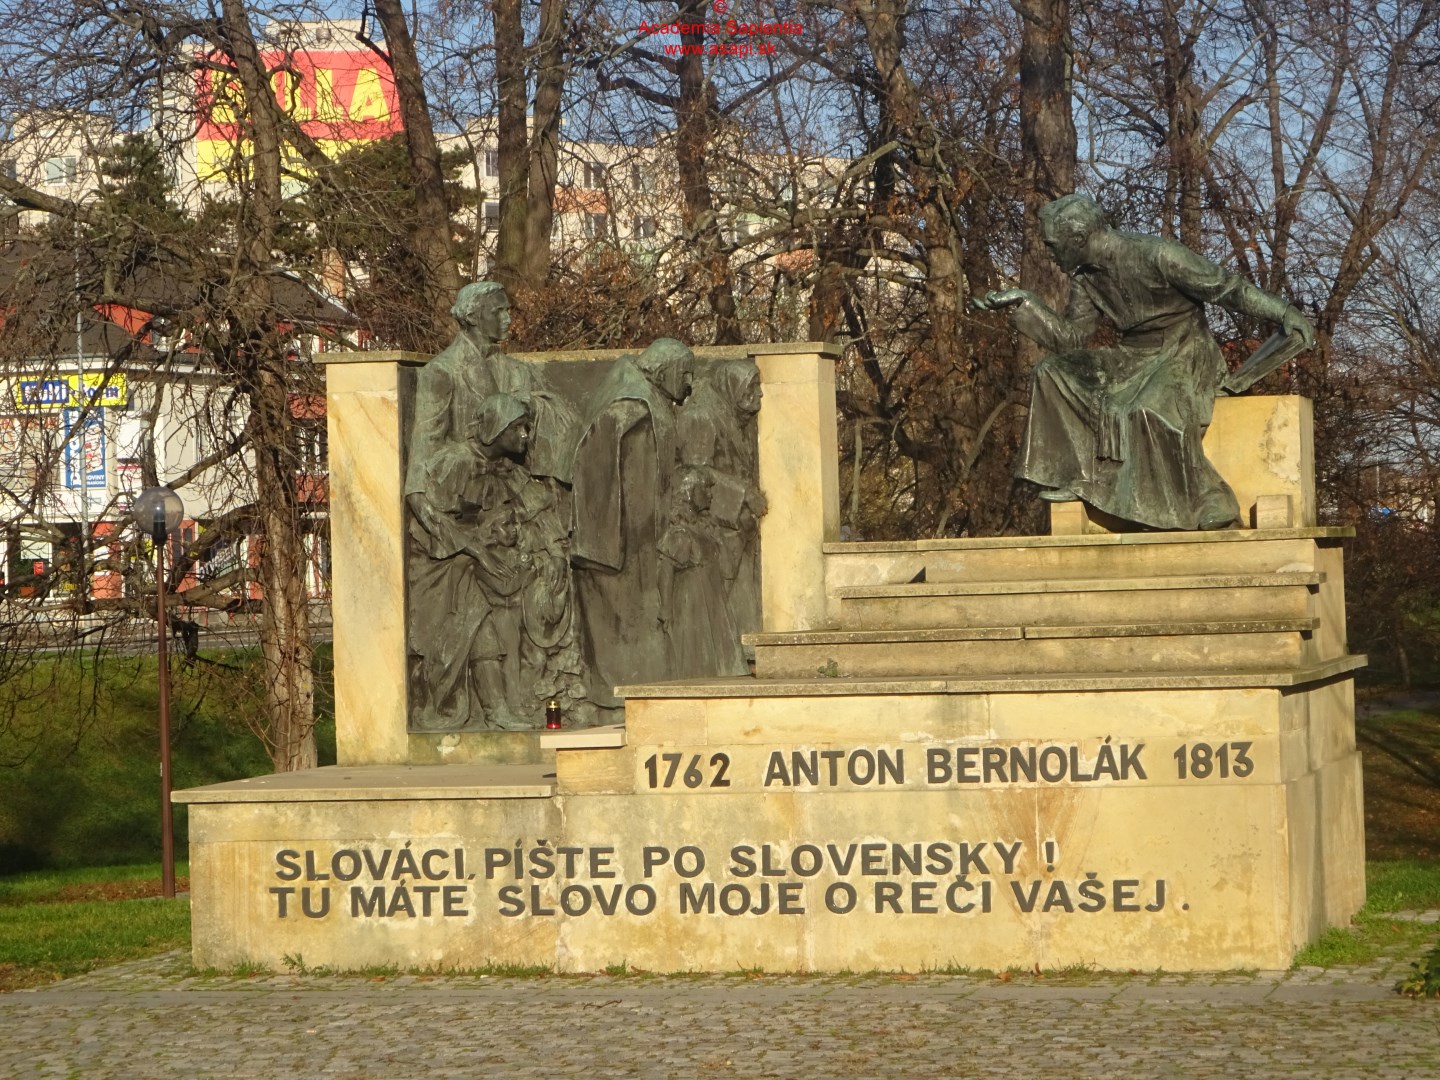 ©
Academia Sapientia
www.asapi.sk
BILLA
1762 ANTON BERNOLÁK 1813
SLOVÁCI, PÍŠTE PO SLOVENSKY!
TU MÁTE SLOVO MOJE O REČI VAŠEJ.